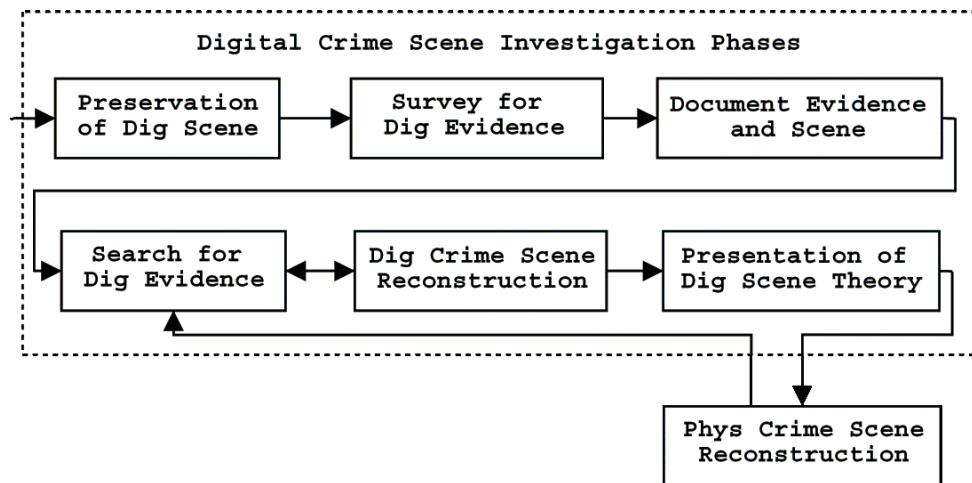 Digital Crime Scene Investigation Phases
Preservation
of Dig Scene
Survey for
Dig Evidence
Document Evidence
and Scene
Search for
Dig Evidence
Dig Crime Scene
Reconstruction
Presentation of
Dig Scene Theory
Phys Crime Scene
Reconstruction